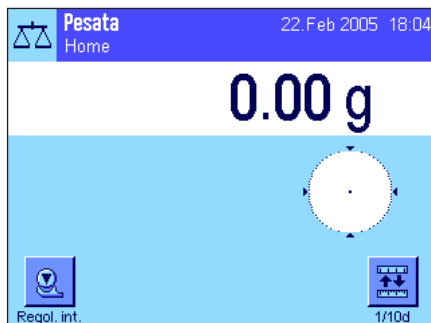 Pesata
22.Feb 2005 18:04
Home
0.00 g
Regol. int.
1/10d